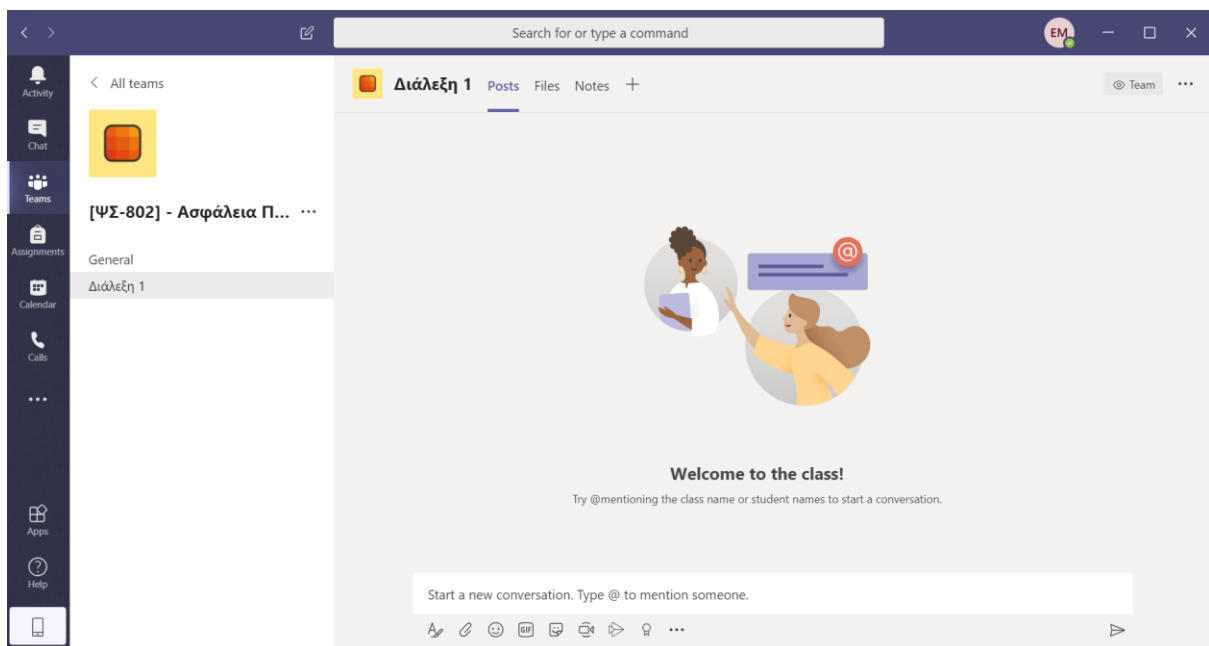 Search for or type a command
EM
Activity
Chat
Teams
Assignments
Calendar
Calls
Apps
Help
All teams
[ΨΣ-802] - Ασφάλεια Π... ...
General
Διάλεξη 1
Διάλεξη 1 Posts Files Notes +
Team ...
@
Welcome to the class!
Try @mentioning the class name or student names to start a conversation.
Start a new conversation. Type @ to mention someone.
GIF